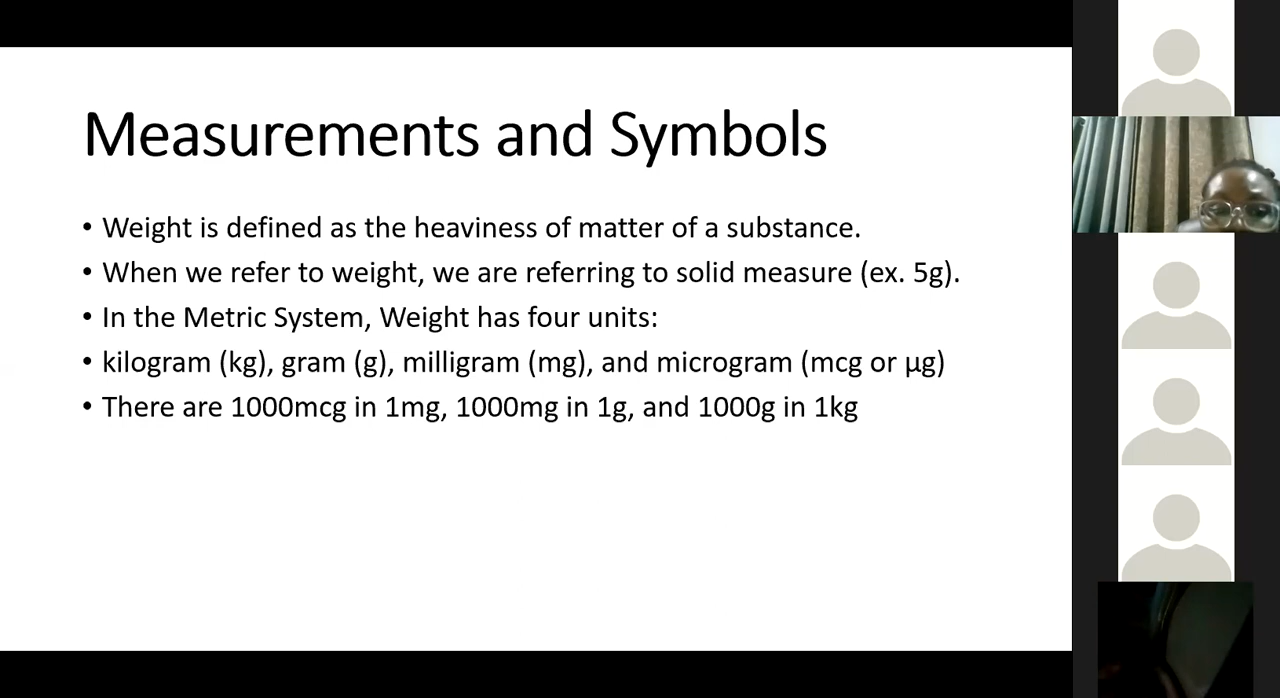 Measurements and Symbols
• Weight is defined as the heaviness of matter of a substance.
• When we refer to weight, we are referring to solid measure (ex. 5g).
• In the Metric System, Weight has four units:
• kilogram (kg), gram (g), milligram (mg), and microgram (mcg or µg)
• There are 1000mcg in 1mg, 1000mg in 1g, and 1000g in 1kg